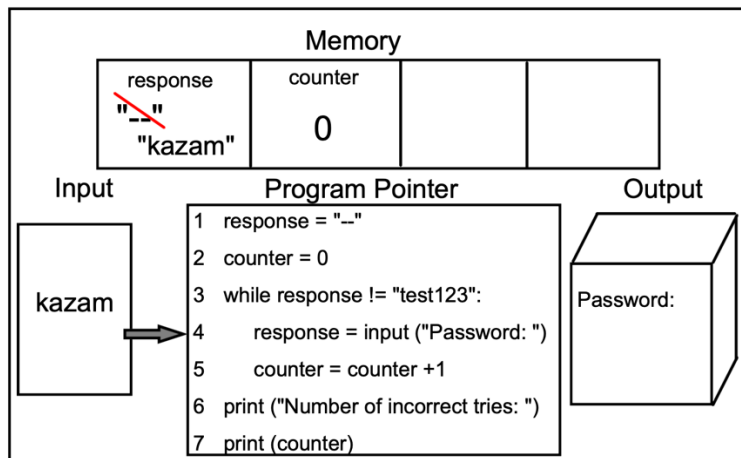 Memory
response
counter
"--"
"kazam"
0
Input
Program Pointer
Output
kazam
1 response = "--"
2 counter = 0
3 while response != "test123":
4 response = input ("Password: ")
5 counter = counter +1
6 print ("Number of incorrect tries: ")
7 print (counter)
Password: